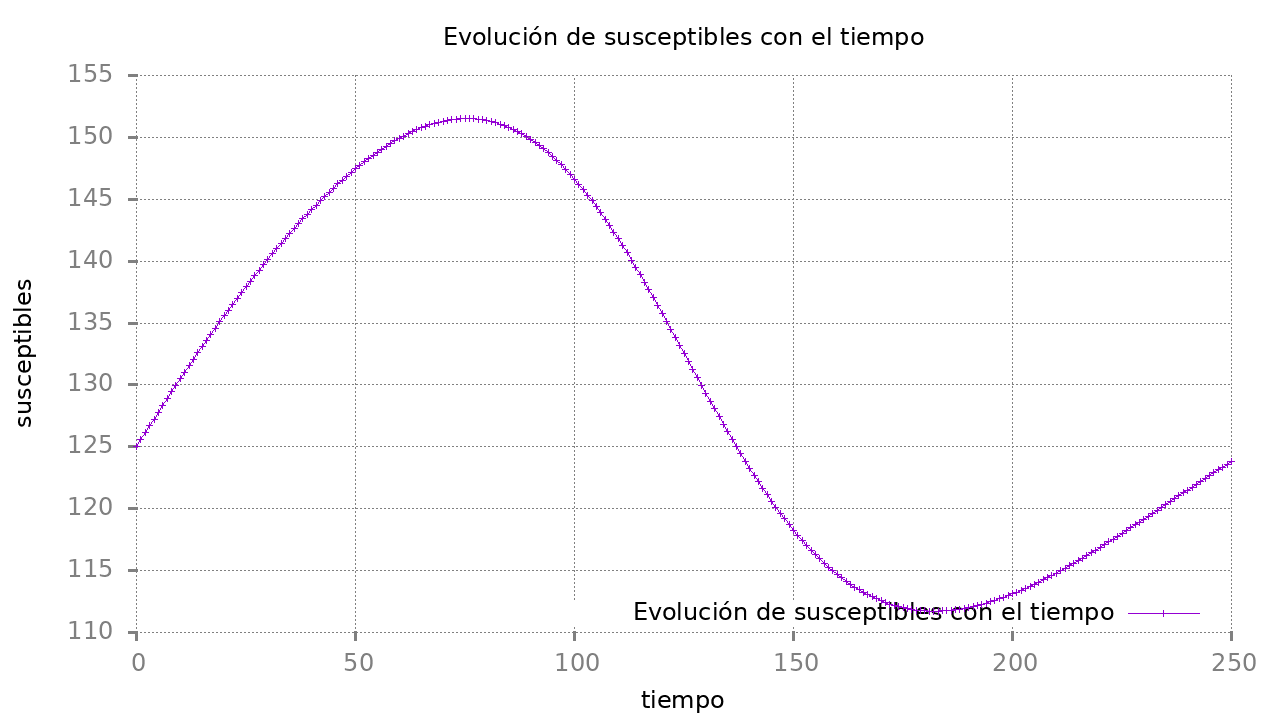 Evolución de susceptibles con el tiempo
155
150
145
140
135
130
125
120
115
110
susceptibles
Evolución de susceptibles con el tiempo
0 50 100 150 200 250
tiempo